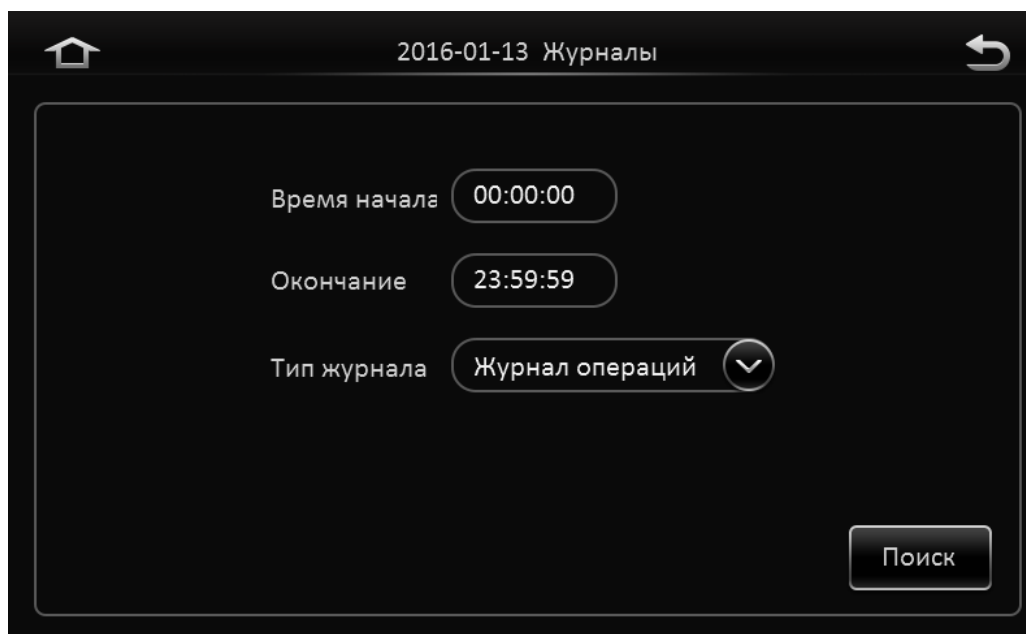 2016-01-13 Журналы
Время начала 00:00:00
Окончание 23:59:59
Тип журнала Журнал операций
Поиск